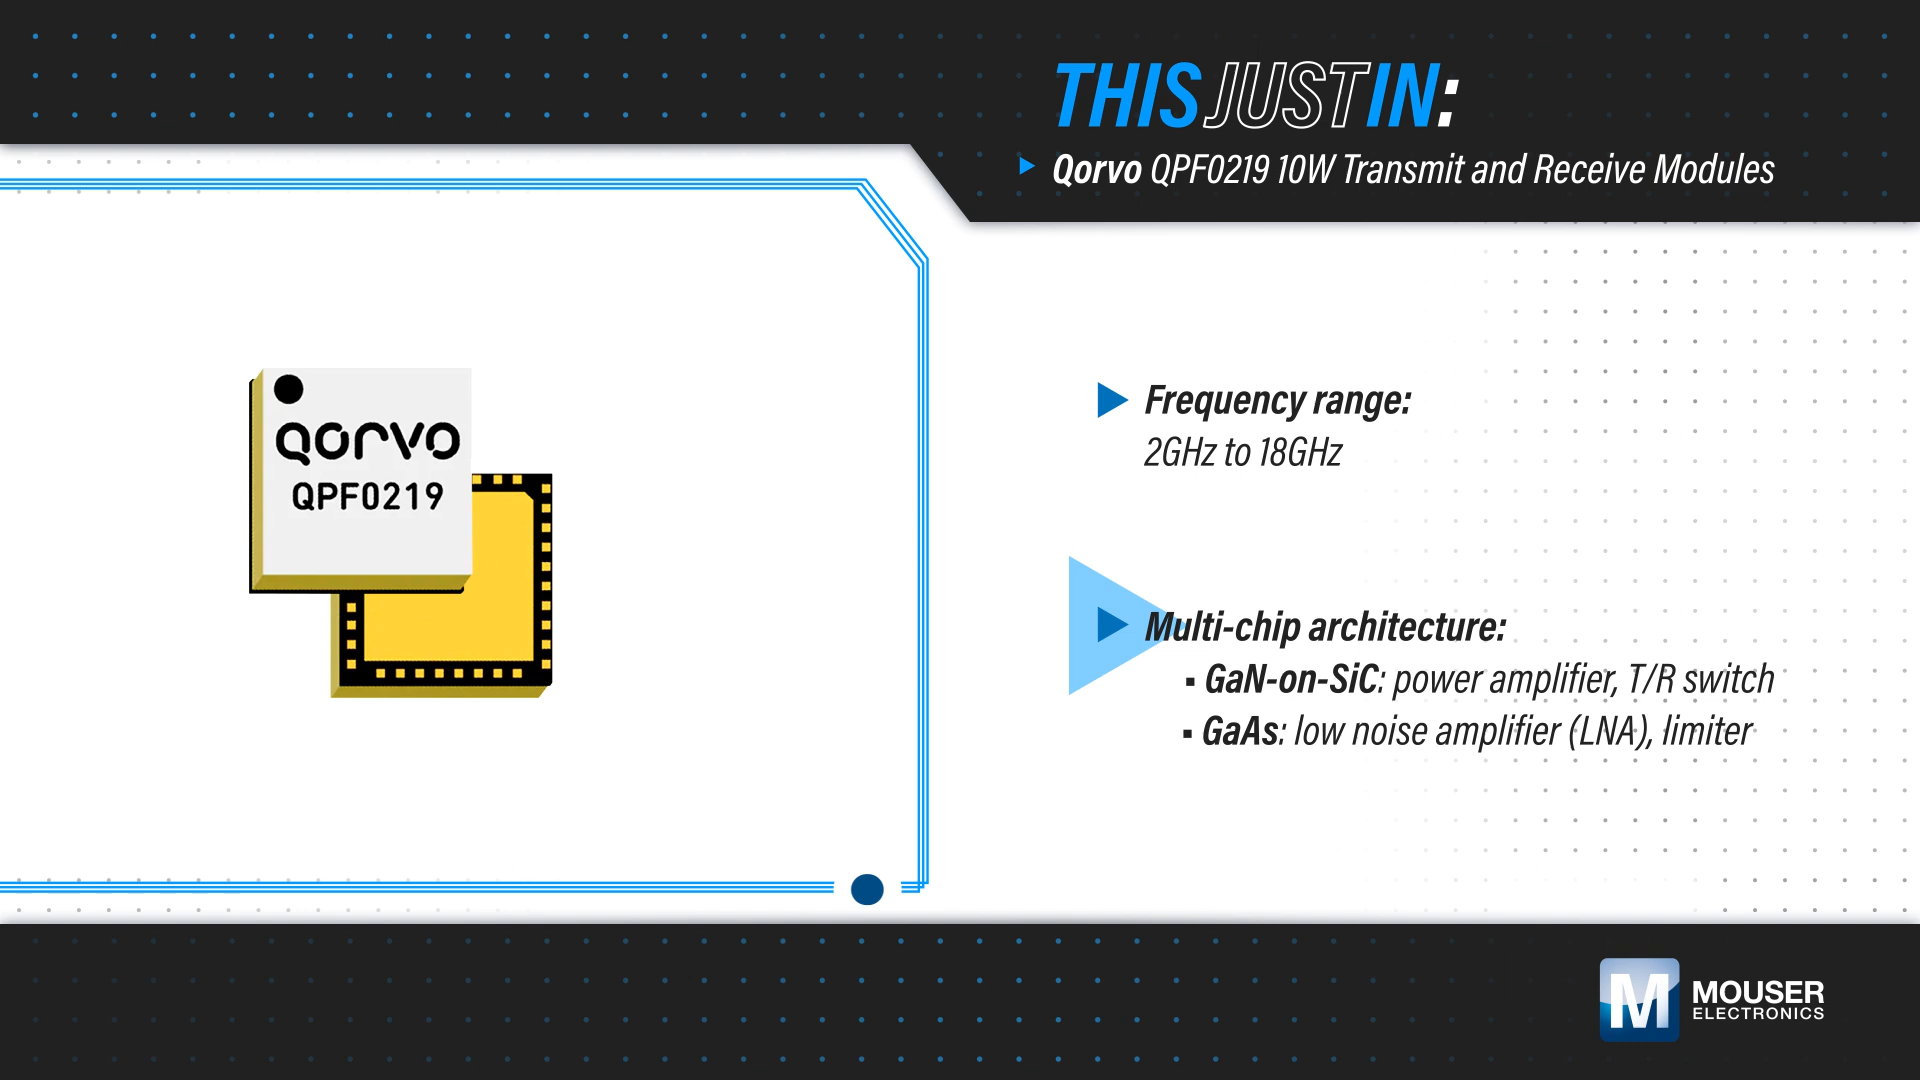 THIS JUST IN:
Qorvo QPF0219 10W Transmit and Receive Modules
Qorvo
QPF0219
Frequency range:
2GHz to 18GHz
Multi-chip architecture:
▪ GaN-on-SiC: power amplifier, T/R switch
▪ GaAs: low noise amplifier (LNA), limiter
M MOUSER
ELECTRONICS